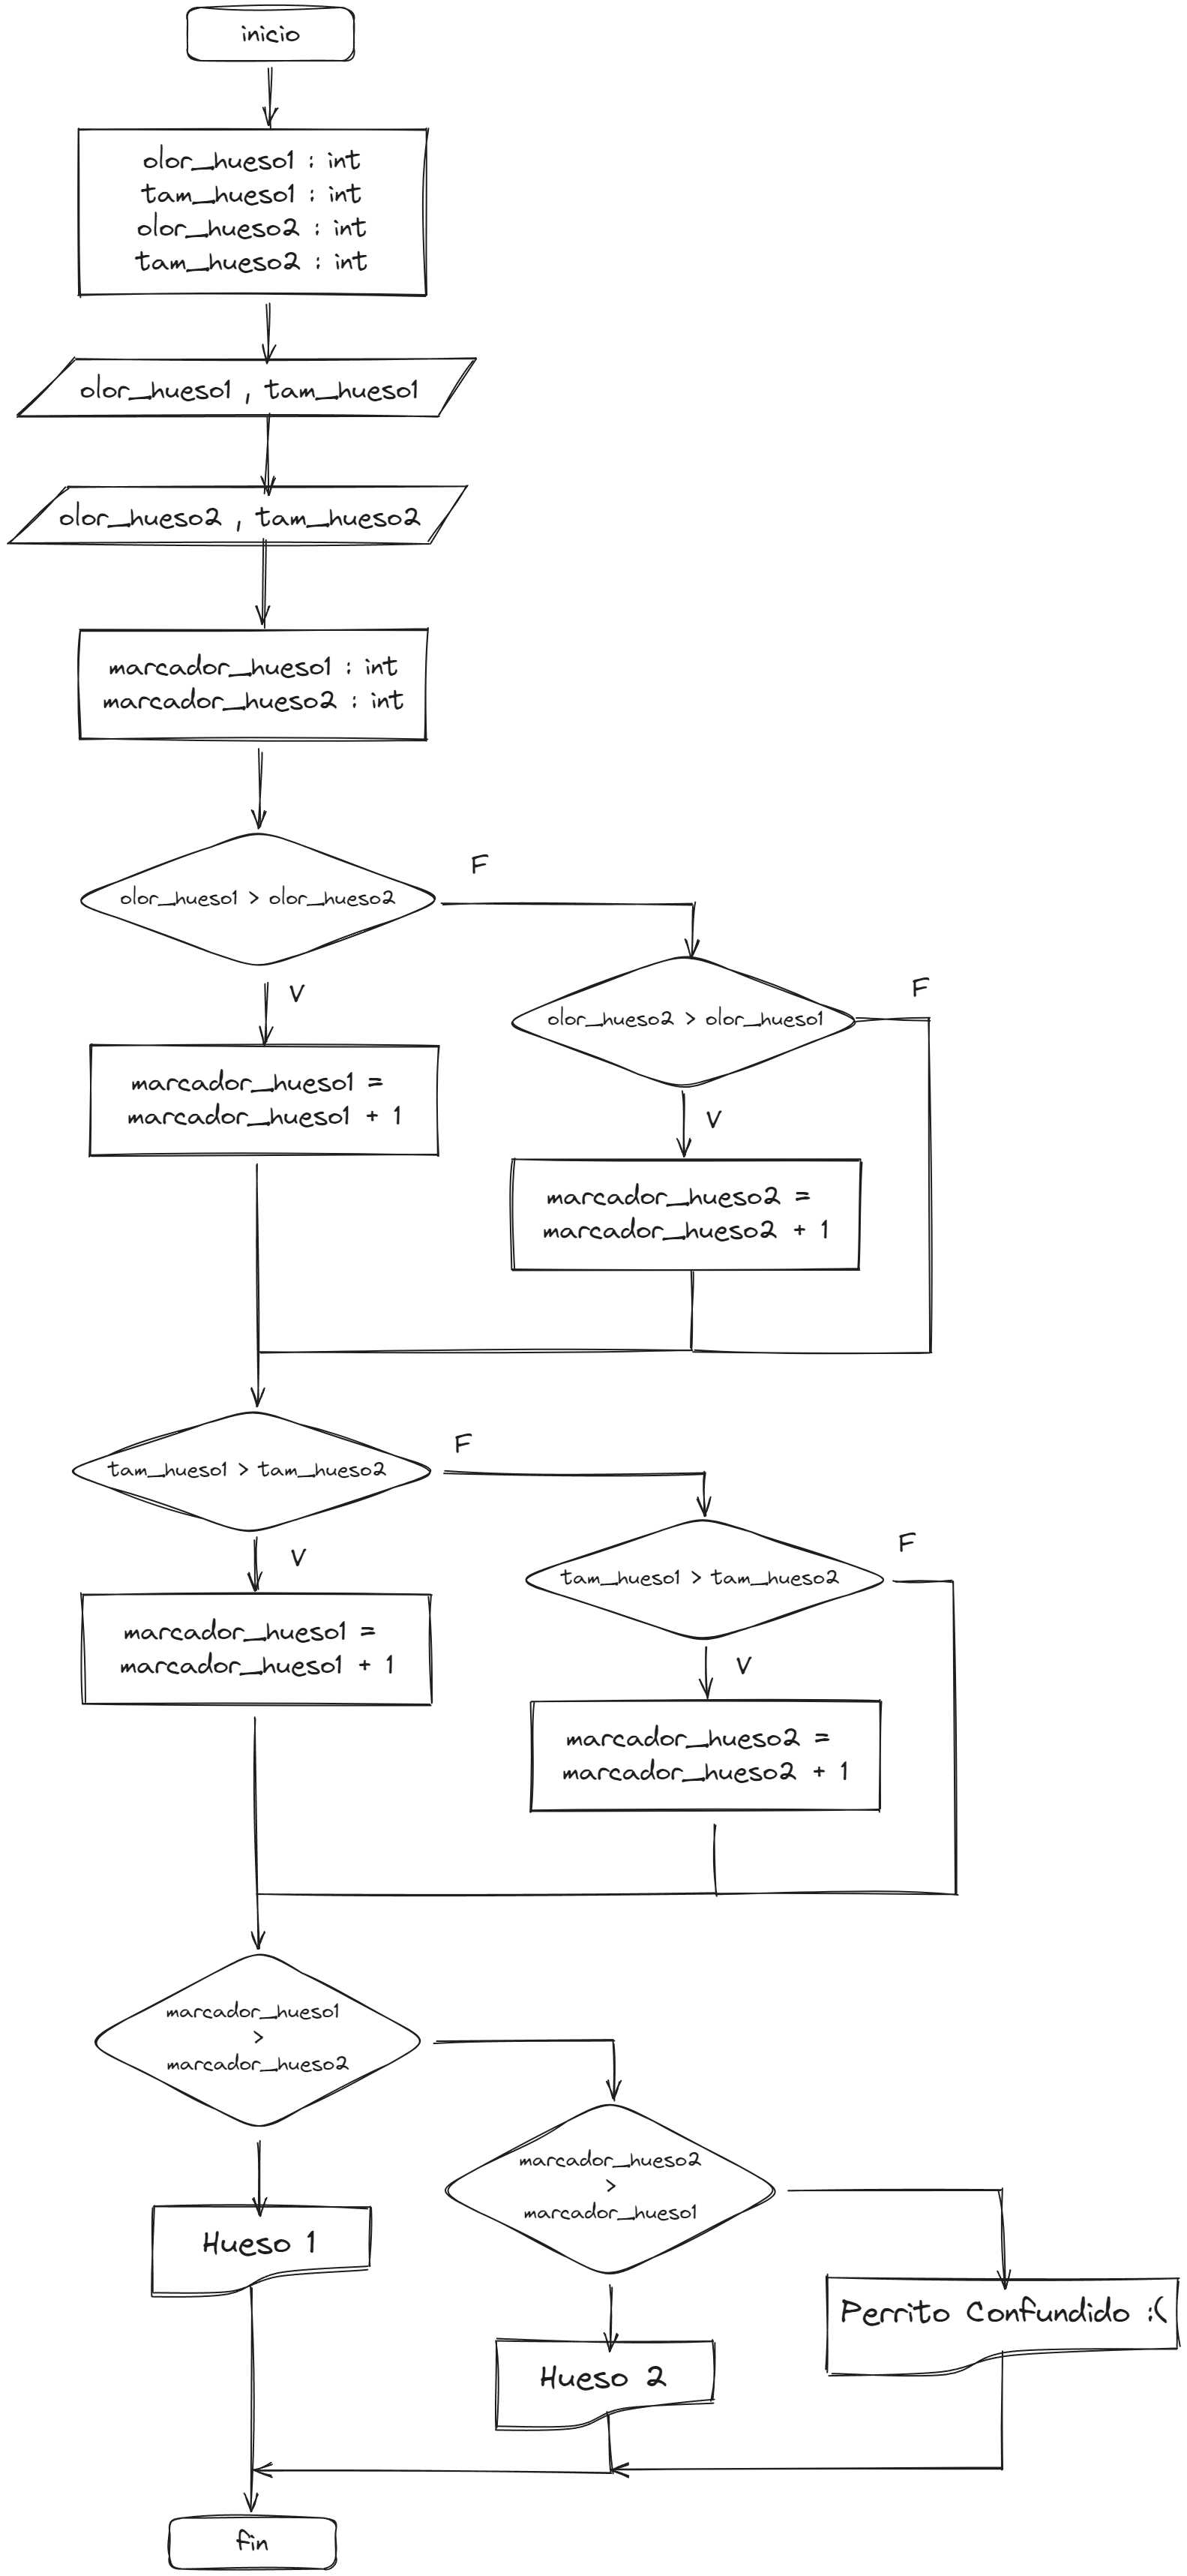 inicio
olor_hueso1 : int
tam_hueso1 : int
olor_hueso2 : int
tam_hueso2 : int
olor_hueso1 , tam_hueso1
olor_hueso2 , tam_hueso2
marcador_hueso1 : int
marcador_hueso2 : int
olor_hueso1 > olor_hueso2
F
V
marcador_hueso1 =
marcador_hueso1 + 1
olor_hueso2 > olor_hueso1
F
V
marcador_hueso2 =
marcador_hueso2 + 1
tam_hueso1 > tam_hueso2
F
V
marcador_hueso1 =
marcador_hueso1 + 1
tam_hueso1 > tam_hueso2
F
V
marcador_hueso2 =
marcador_hueso2 + 1
marcador_hueso1
>
marcador_hueso2
Hueso 1
marcador_hueso2
>
marcador_hueso1
Hueso 2
Perrito Confundido :(
fin